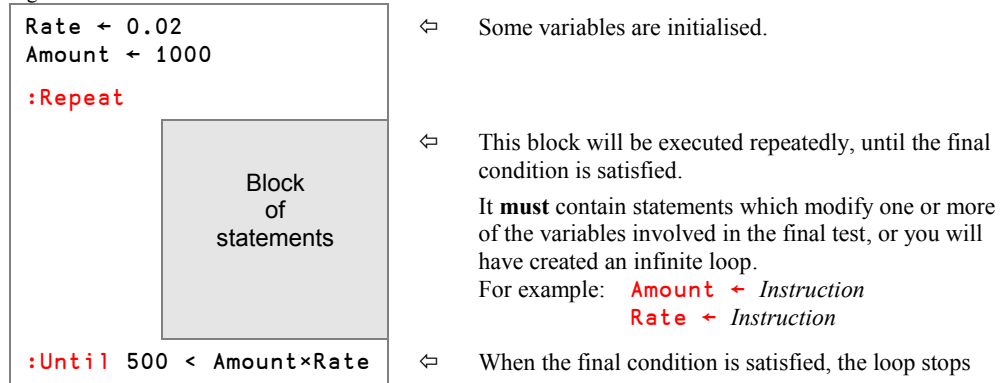 Rate ← 0.02
⇦ Some variables are initialised.
Amount ← 1000
:Repeat
Block
of
statements
⇦ This block will be executed repeatedly, until the final
condition is satisfied.
It must contain statements which modify one or more
of the variables involved in the final test, or you will
have created an infinite loop.
For example: Amount ← Instruction
Rate ← Instruction
:Until 500 < Amount×Rate
⇦ When the final condition is satisfied, the loop stops